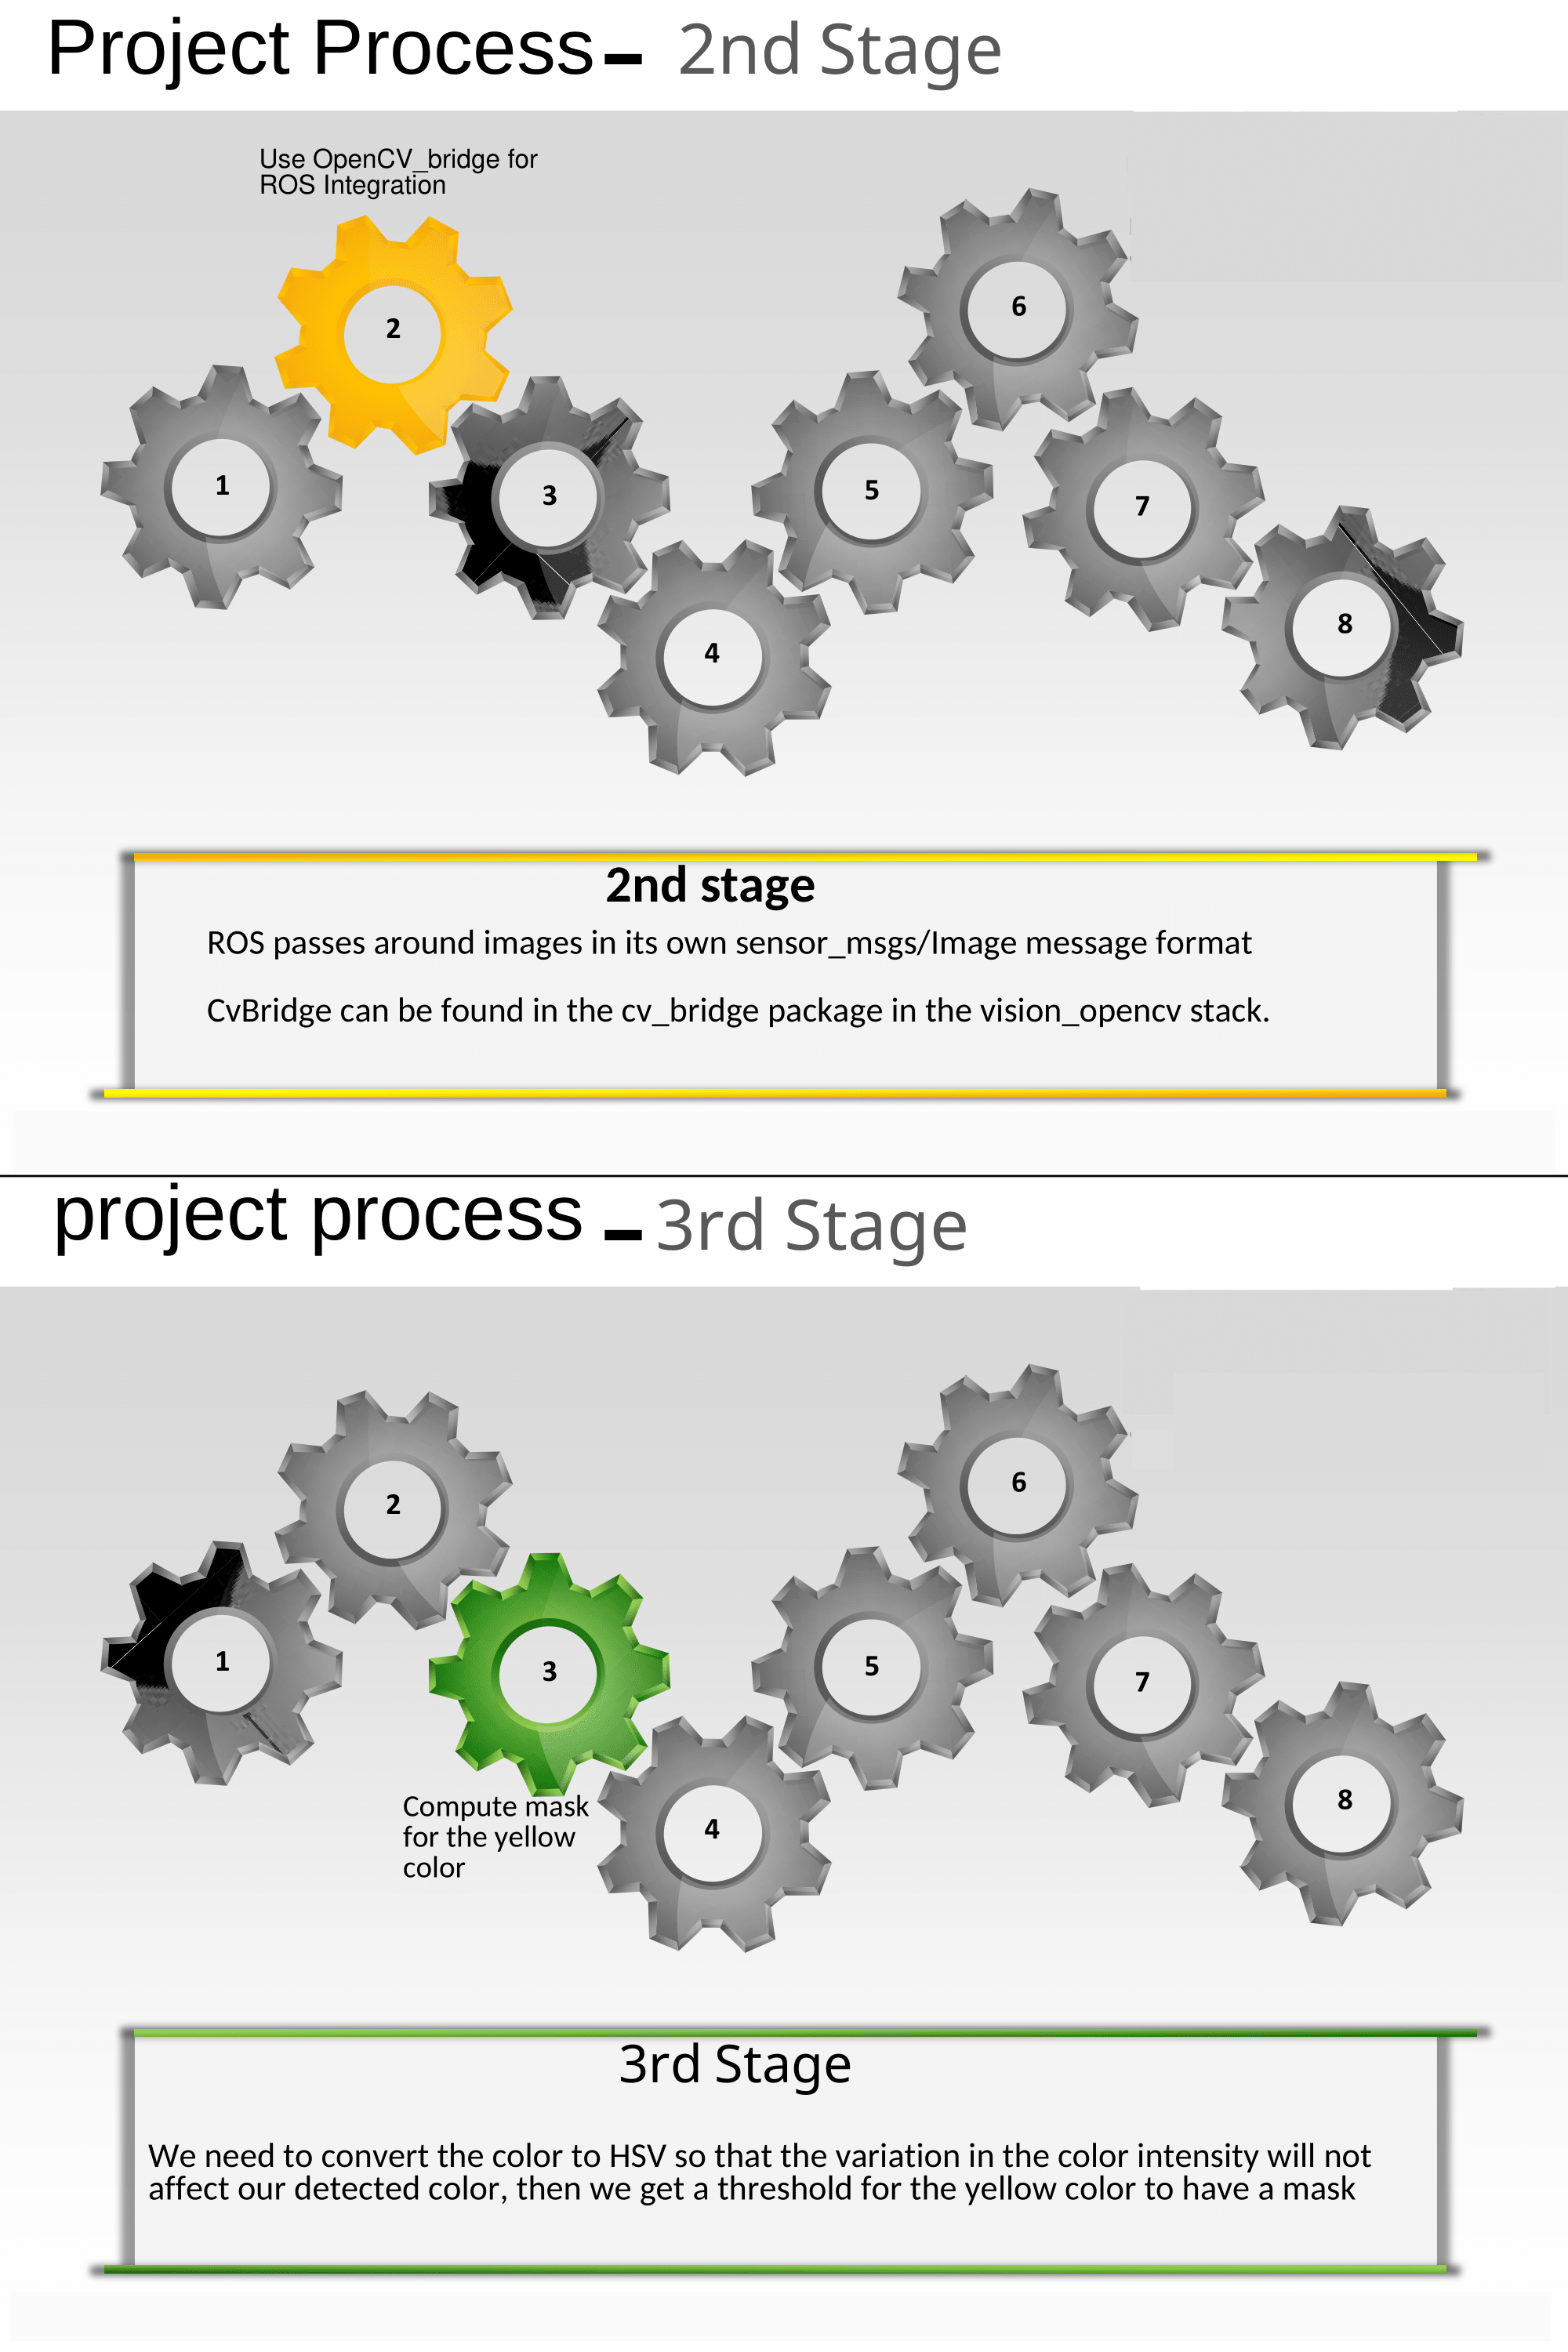 Project Process - 2nd Stage
Use OpenCV_bridge for
ROS Integration
2
6
1
3
5
7
8
4
2nd stage
ROS passes around images in its own sensor_msgs/Image message format
CvBridge can be found in the cv_bridge package in the vision_opencv stack.
project process - 3rd Stage
2
6
1
3
5
7
8
4
Compute mask
for the yellow
color
3rd Stage
We need to convert the color to HSV so that the variation in the color intensity will not
affect our detected color, then we get a threshold for the yellow color to have a mask